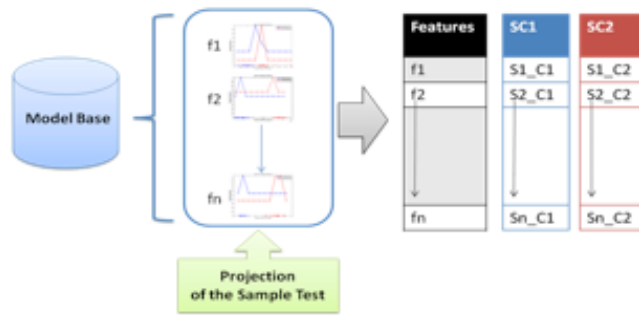 Model Base
f1
f2
fn
Projection
of the Sample Test
Features SC1 SC2
f1 S1_C1 S1_C2
f2 S2_C1 S2_C2
fn Sn_C1 Sn_C2